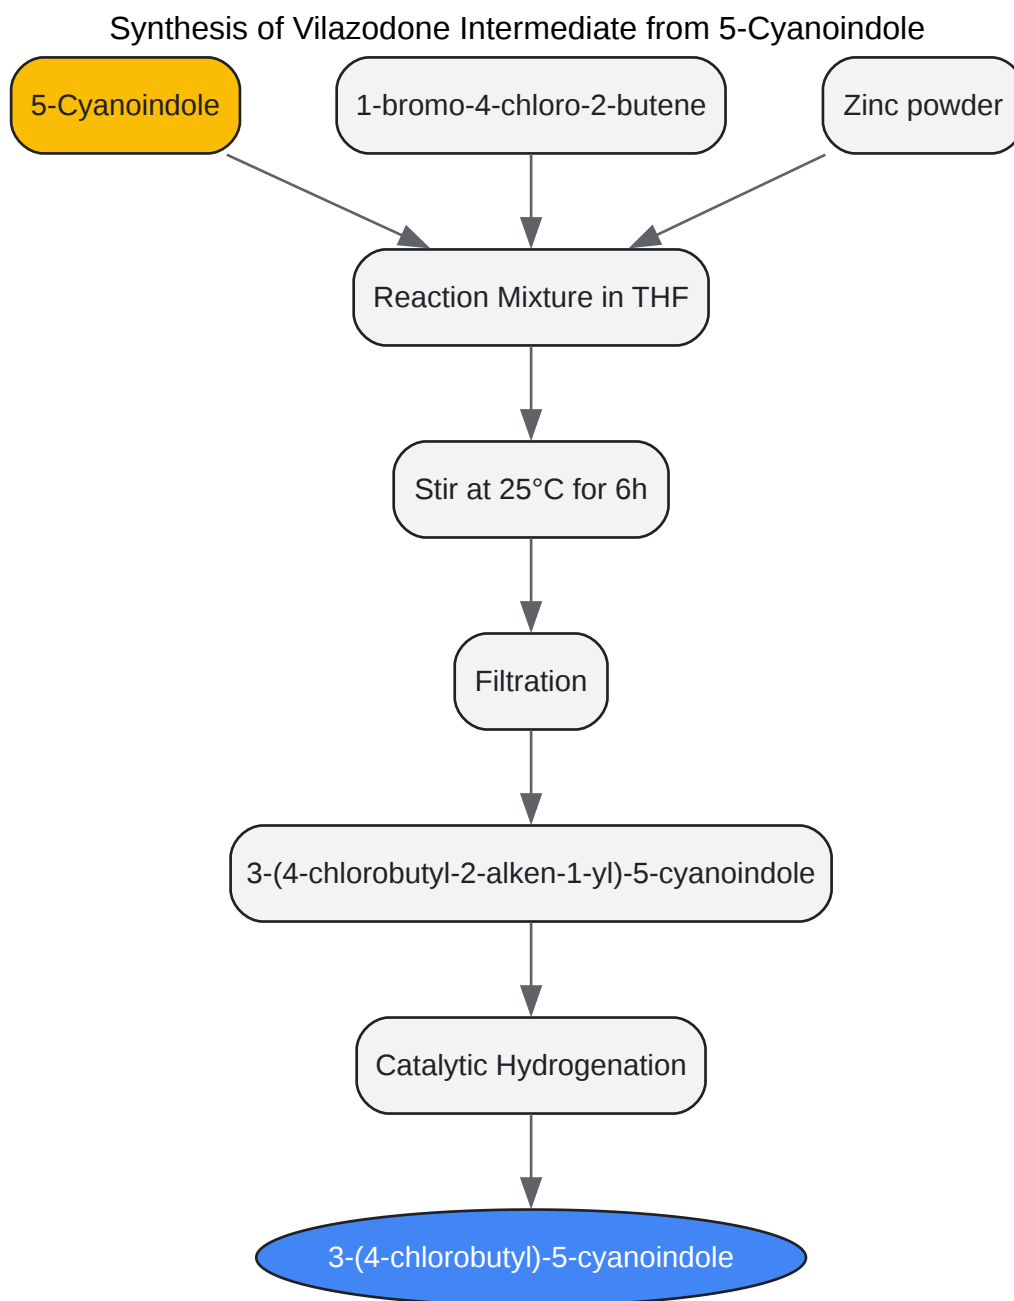 Synthesis of Vilazodone Intermediate from 5-Cyanoindole
5-Cyanoindole
1-bromo-4-chloro-2-butene
Zinc powder
Reaction Mixture in THF
Stir at 25°C for 6h
Filtration
3-(4-chlorobutyl-2-alken-1-yl)-5-cyanoindole
Catalytic Hydrogenation
3-(4-chlorobutyl)-5-cyanoindole